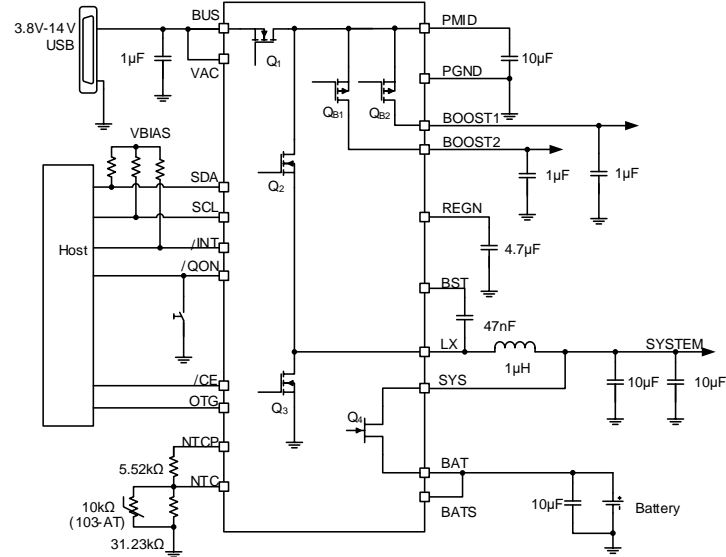 3.8V-14V
USB
BUS
1µF
VAC
Q1
PMID
10µF
PGND
QB1
QB2
BOOST1
BOOST2
1µF
1µF
VBIAS
SDA
SCL
Host
/INT
/QON
Q2
REGN
4.7µF
BST
47nF
LX
1µH
SYSTEM
SYS
10µF
10µF
/CE
OTG
Q3
Q4
NTCP
5.52kΩ
NTC
10kΩ
(103-AT)
31.23kΩ
BAT
10µF
Battery
BATS